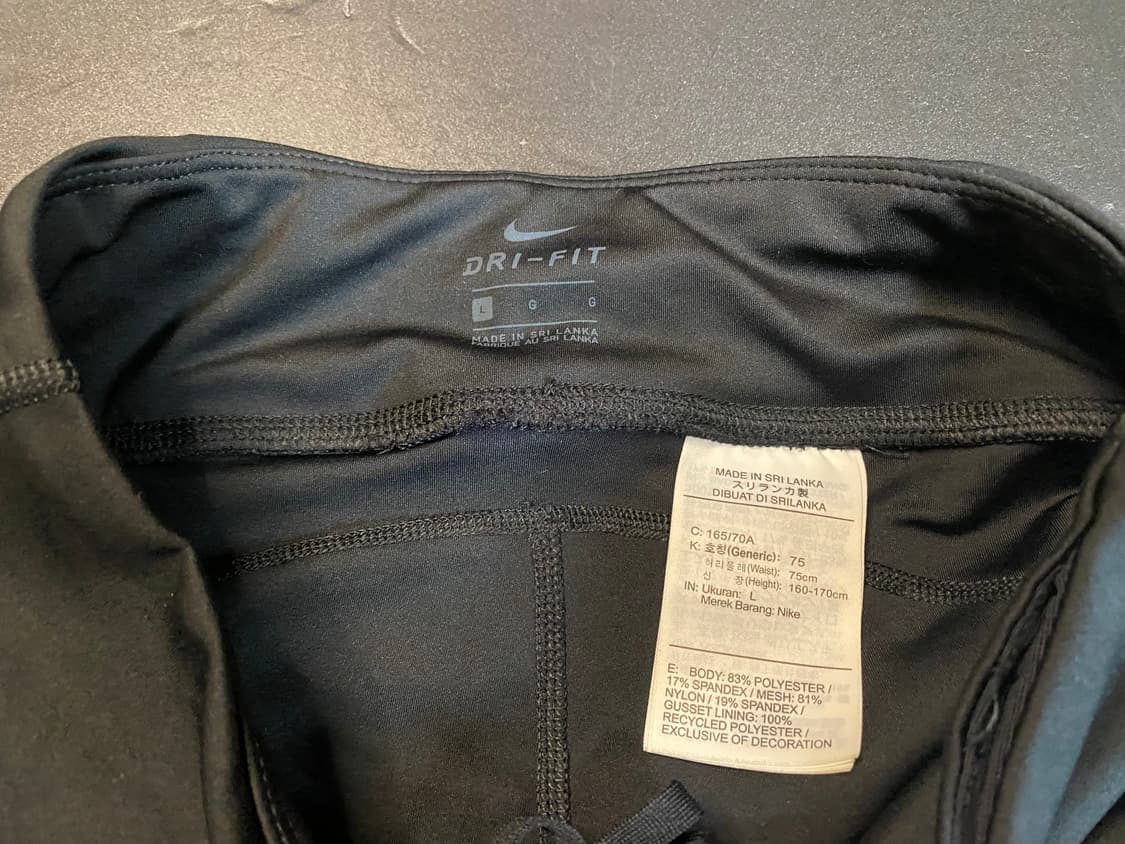 DRI-FIT
L G G
MADE IN SRI LANKA
FABRIQUE AU SRI LANKA
MADE IN SRI LANKA
スリランカ製
DIBUAT DI SRILANKA
C: 165/70A
K: 호칭(Generic): 75
허리둘레(Waist): 75cm
신 장(Height): 160-170cm
IN: Ukuran: L
Merek Barang: Nike
E: BODY: 83% POLYESTER /
17% SPANDEX / MESH: 81%
NYLON / 19% SPANDEX /
GUSSET LINING: 100%
RECYCLED POLYESTER /
EXCLUSIVE OF DECORATION